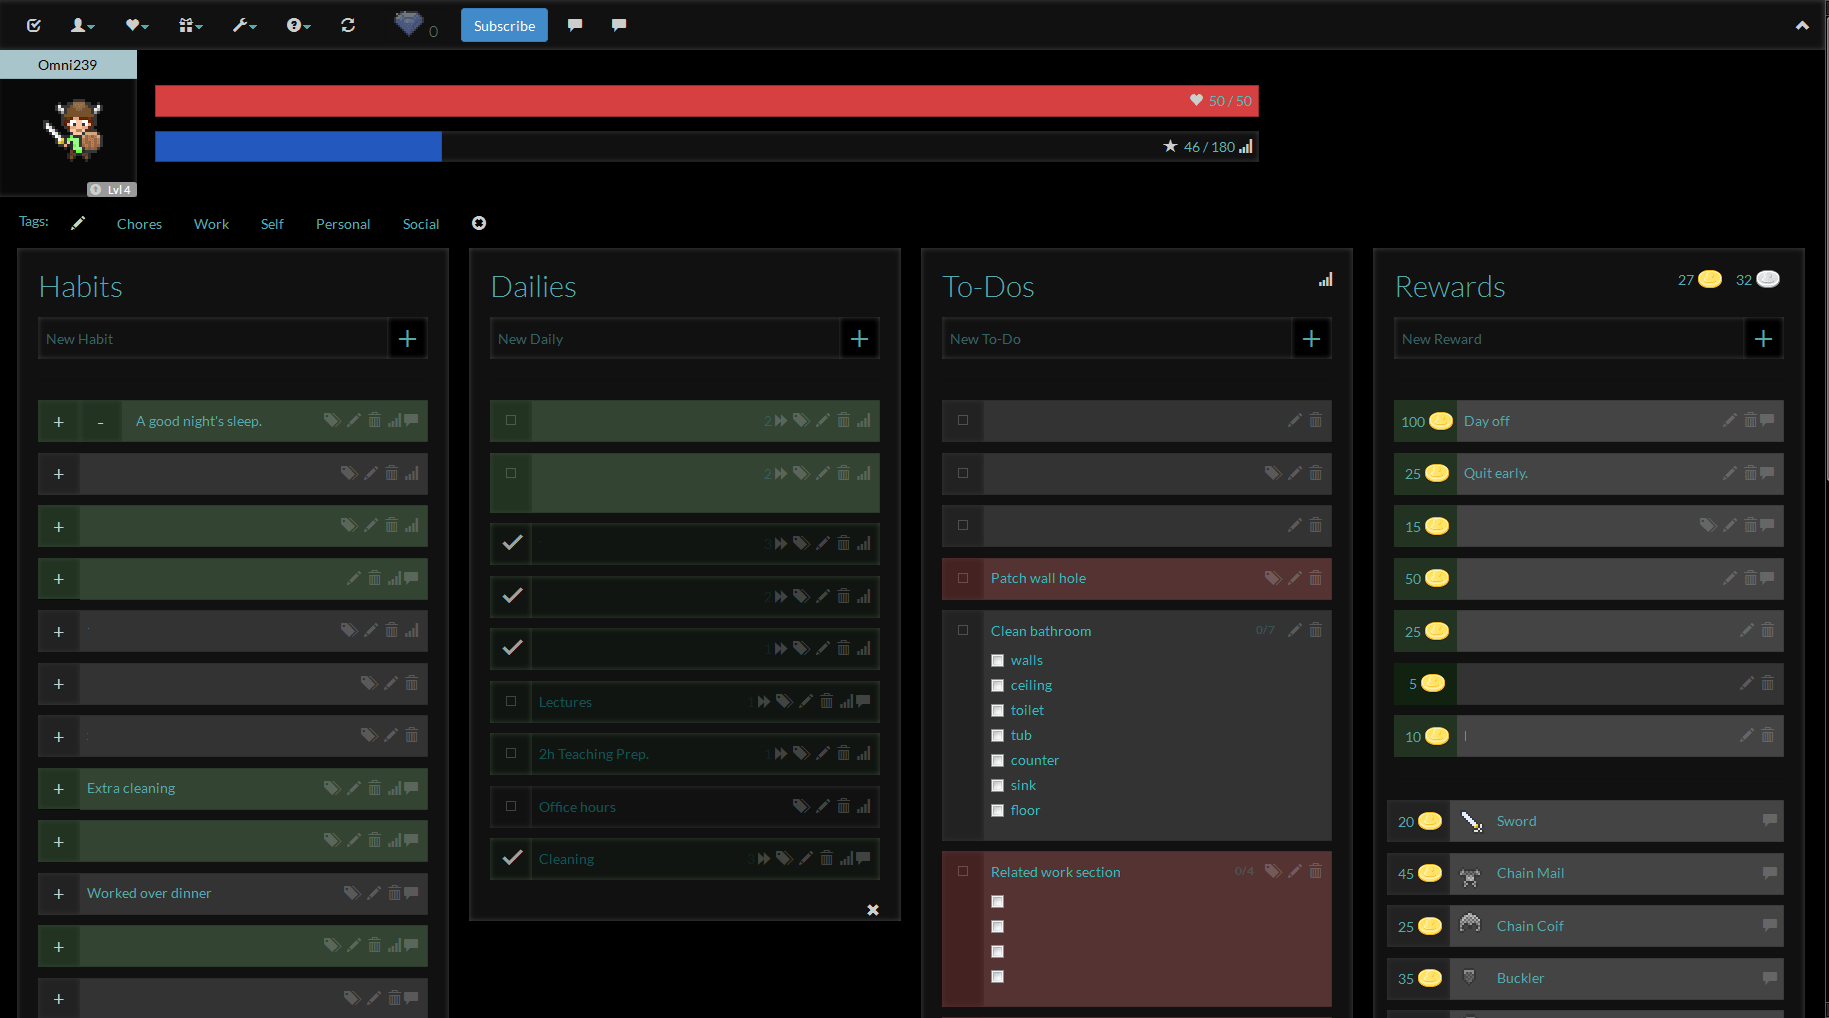 0
Subscribe
Omni239
50 / 50
46 / 180
Lvl 4
Tags:
Chores
Work
Self
Personal
Social
Habits
New Habit
+
+ - A good night's sleep.
+
+
+
+
+
+
+ Extra cleaning
+
+ Worked over dinner
+
+
Dailies
New Daily
+
2
2
3
2
1
Lectures 1
2h Teaching Prep. 1
Office hours
Cleaning 3
To-Dos
New To-Do
+
Patch wall hole
Clean bathroom 0/7
walls
ceiling
toilet
tub
counter
sink
floor
Related work section 0/4
Rewards
27 32
New Reward
+
100 Day off
25 Quit early.
15
50
25
5
10
20 Sword
45 Chain Mail
25 Chain Coif
35 Buckler